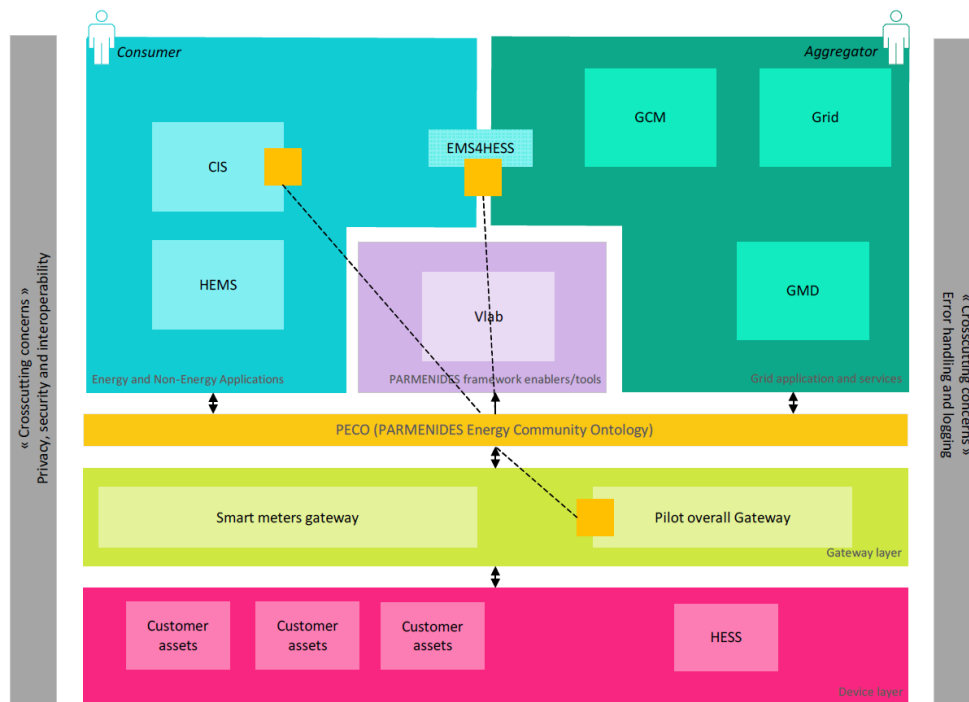 Consumer
Aggregator
GCM
Grid
EMS4HESS
CIS
HEMS
Vlab
GMD
Energy and Non-Energy Applications
PARMENIDES framework enablers/tools
Grid application and services
PECO (PARMENIDES Energy Community Ontology)
Smart meters gateway
Pilot overall Gateway
Gateway layer
Customer
assets
Customer
assets
Customer
assets
HESS
Device layer
« Crosscutting concerns »
Privacy, security and interoperability
« Crosscutting concerns »
Error handling and logging